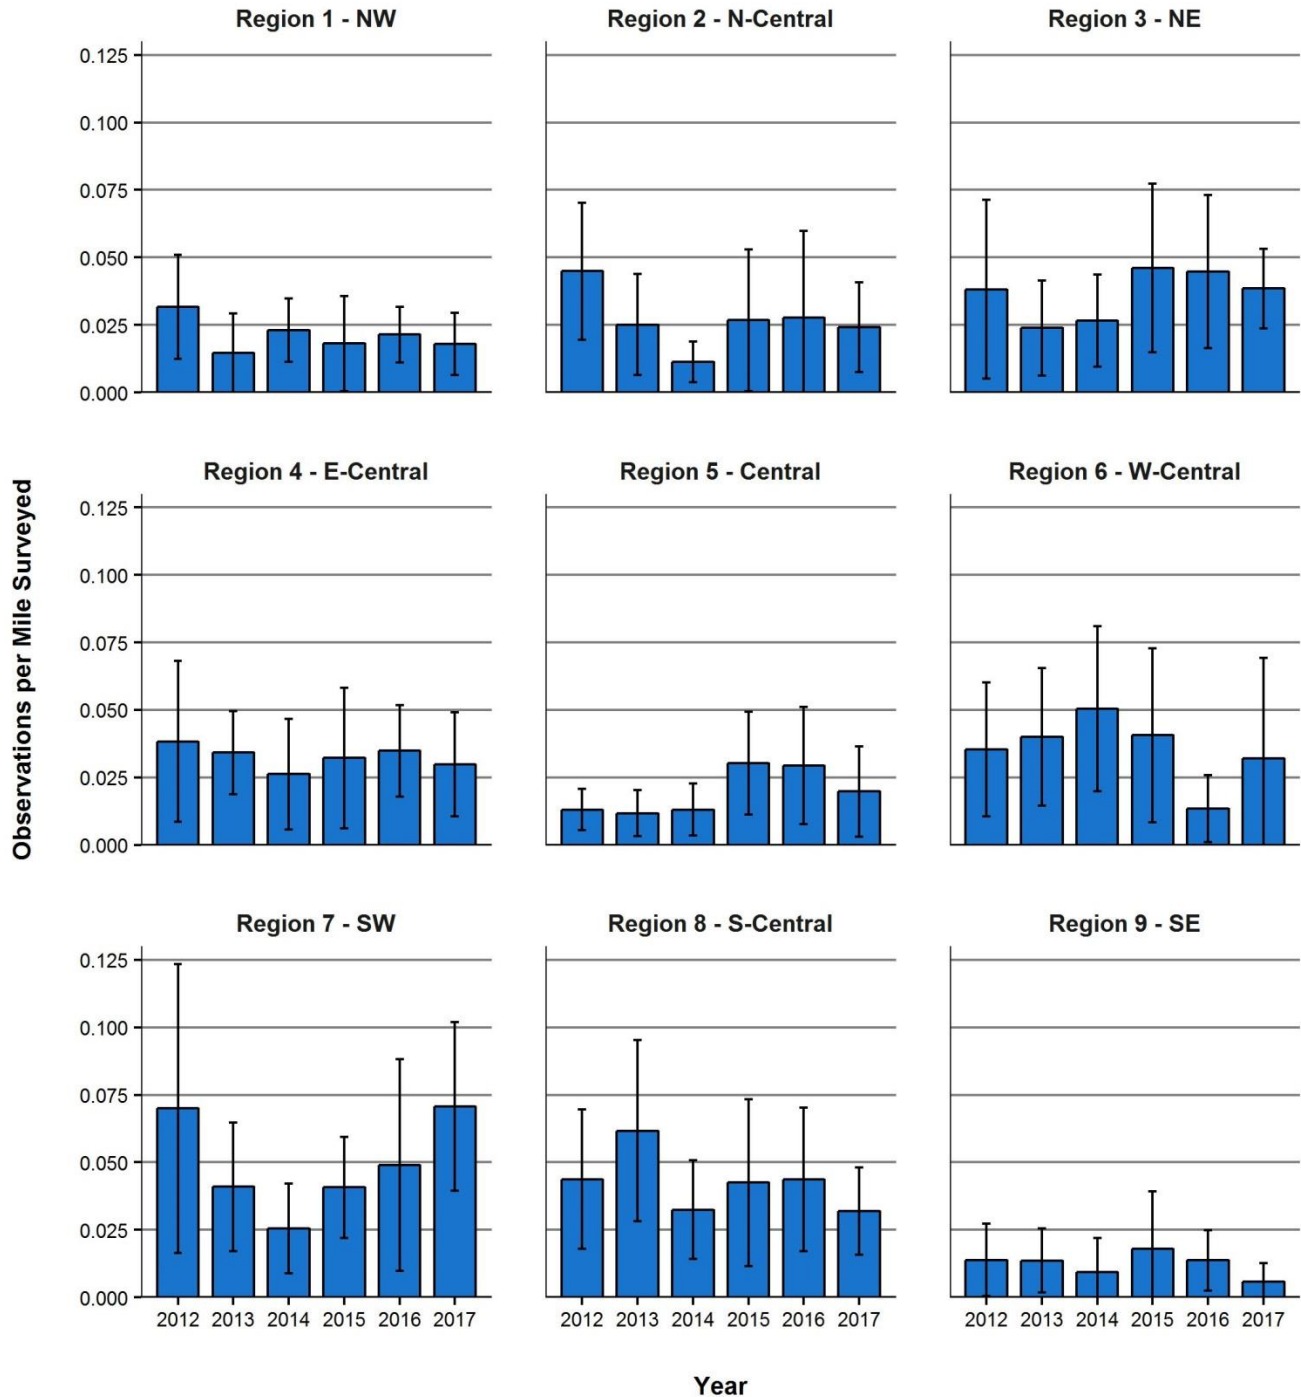 Region 1 - NW
Region 2 - N-Central
Region 3 - NE
0.125
0.100
0.075
0.050
0.025
0.000
Region 4 - E-Central
Region 5 - Central
Region 6 - W-Central
0.125
0.100
0.075
0.050
0.025
0.000
Observations per Mile Surveyed
Region 7 - SW
Region 8 - S-Central
Region 9 - SE
0.125
0.100
0.075
0.050
0.025
0.000
2012 2013 2014 2015 2016 2017
2012 2013 2014 2015 2016 2017
2012 2013 2014 2015 2016 2017
Year